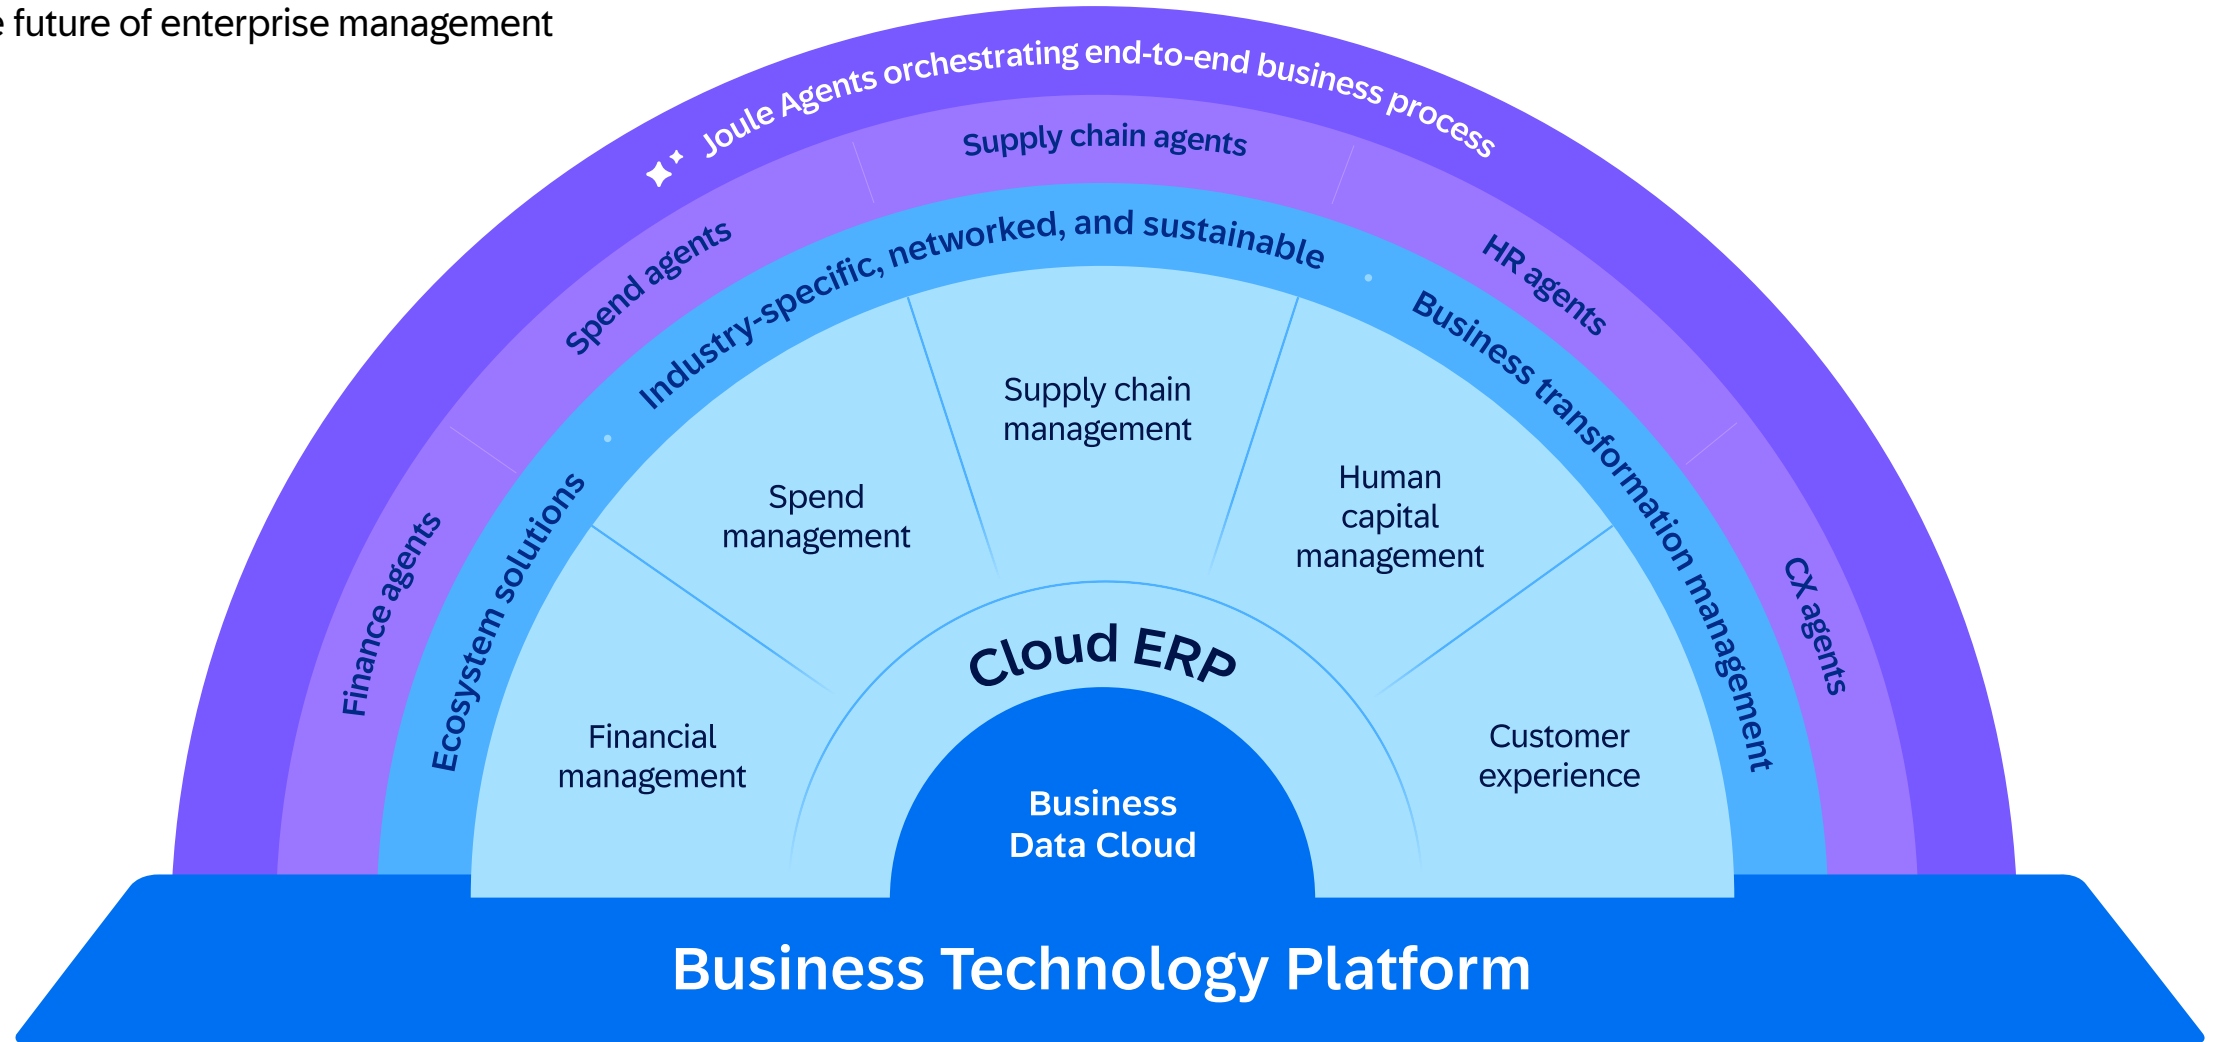 future of enterprise management
Joule Agents orchestrating end-to-end business process
Finance agents
Spend agents
Supply chain agents
HR agents
CX agents
Ecosystem solutions
Industry-specific, networked, and sustainable
Business transformation management
Financial
management
Spend
management
Supply chain
management
Human
capital
management
Customer
experience
Cloud ERP
Business
Data Cloud
Business Technology Platform